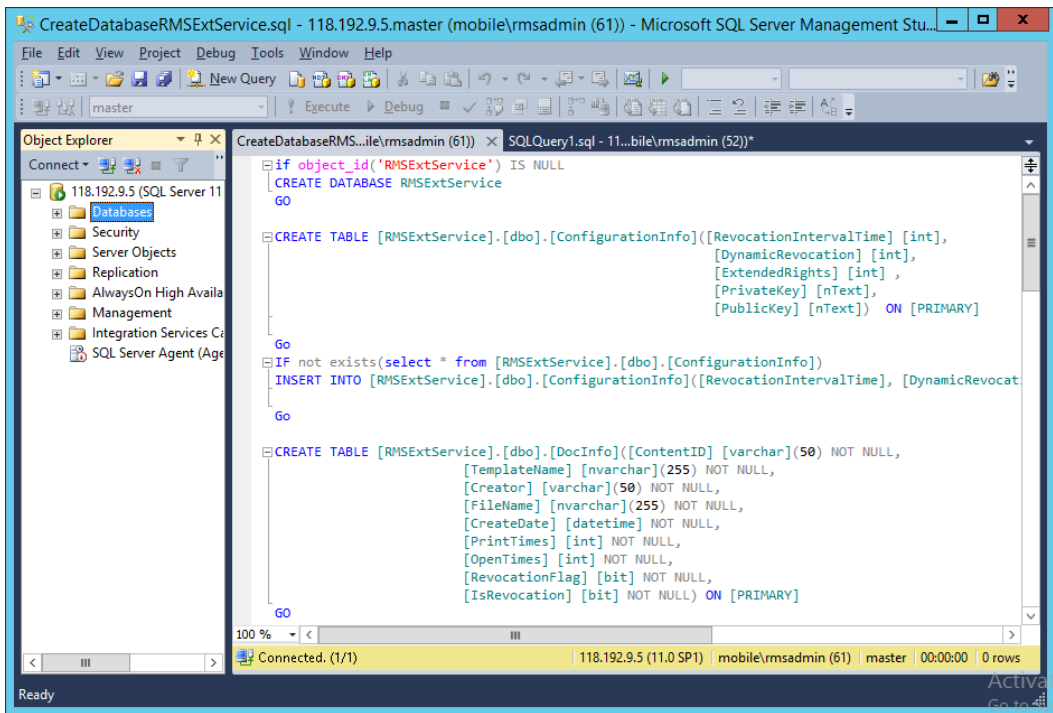 CreateDatabaseRMSExtService.sql - 118.192.9.5.master (mobile\rmsadmin (61)) - Microsoft SQL Server Management Stu...
File Edit View Project Debug Tools Window Help
New Query
master
Execute Debug
Object Explorer
Connect
118.192.9.5 (SQL Server 11
Databases
Security
Server Objects
Replication
AlwaysOn High Availa
Management
Integration Services Ca
SQL Server Agent (Age
CreateDatabaseRMS...ile\rmsadmin (61)) SQLQuery1.sql - 11...bile\rmsadmin (52))*
if object_id('RMSExtService') IS NULL
CREATE DATABASE RMSExtService
GO
CREATE TABLE [RMSExtService].[dbo].[ConfigurationInfo]([RevocationIntervalTime] [int],
[DynamicRevocation] [int],
[ExtendedRights] [int] ,
[PrivateKey] [nText],
[PublicKey] [nText]) ON [PRIMARY]
Go
IF not exists(select * from [RMSExtService].[dbo].[ConfigurationInfo])
INSERT INTO [RMSExtService].[dbo].[ConfigurationInfo]([RevocationIntervalTime], [DynamicRevocat
Go
CREATE TABLE [RMSExtService].[dbo].[DocInfo]([ContentID] [varchar](50) NOT NULL,
[TemplateName] [nvarchar](255) NOT NULL,
[Creator] [varchar](50) NOT NULL,
[FileName] [nvarchar](255) NOT NULL,
[CreateDate] [datetime] NOT NULL,
[PrintTimes] [int] NOT NULL,
[OpenTimes] [int] NOT NULL,
[RevocationFlag] [bit] NOT NULL,
[IsRevocation] [bit] NOT NULL) ON [PRIMARY]
GO
100 %
Connected. (1/1) 118.192.9.5 (11.0 SP1) mobile\rmsadmin (61) master 00:00:00 0 rows
Activa
Ready
Go to